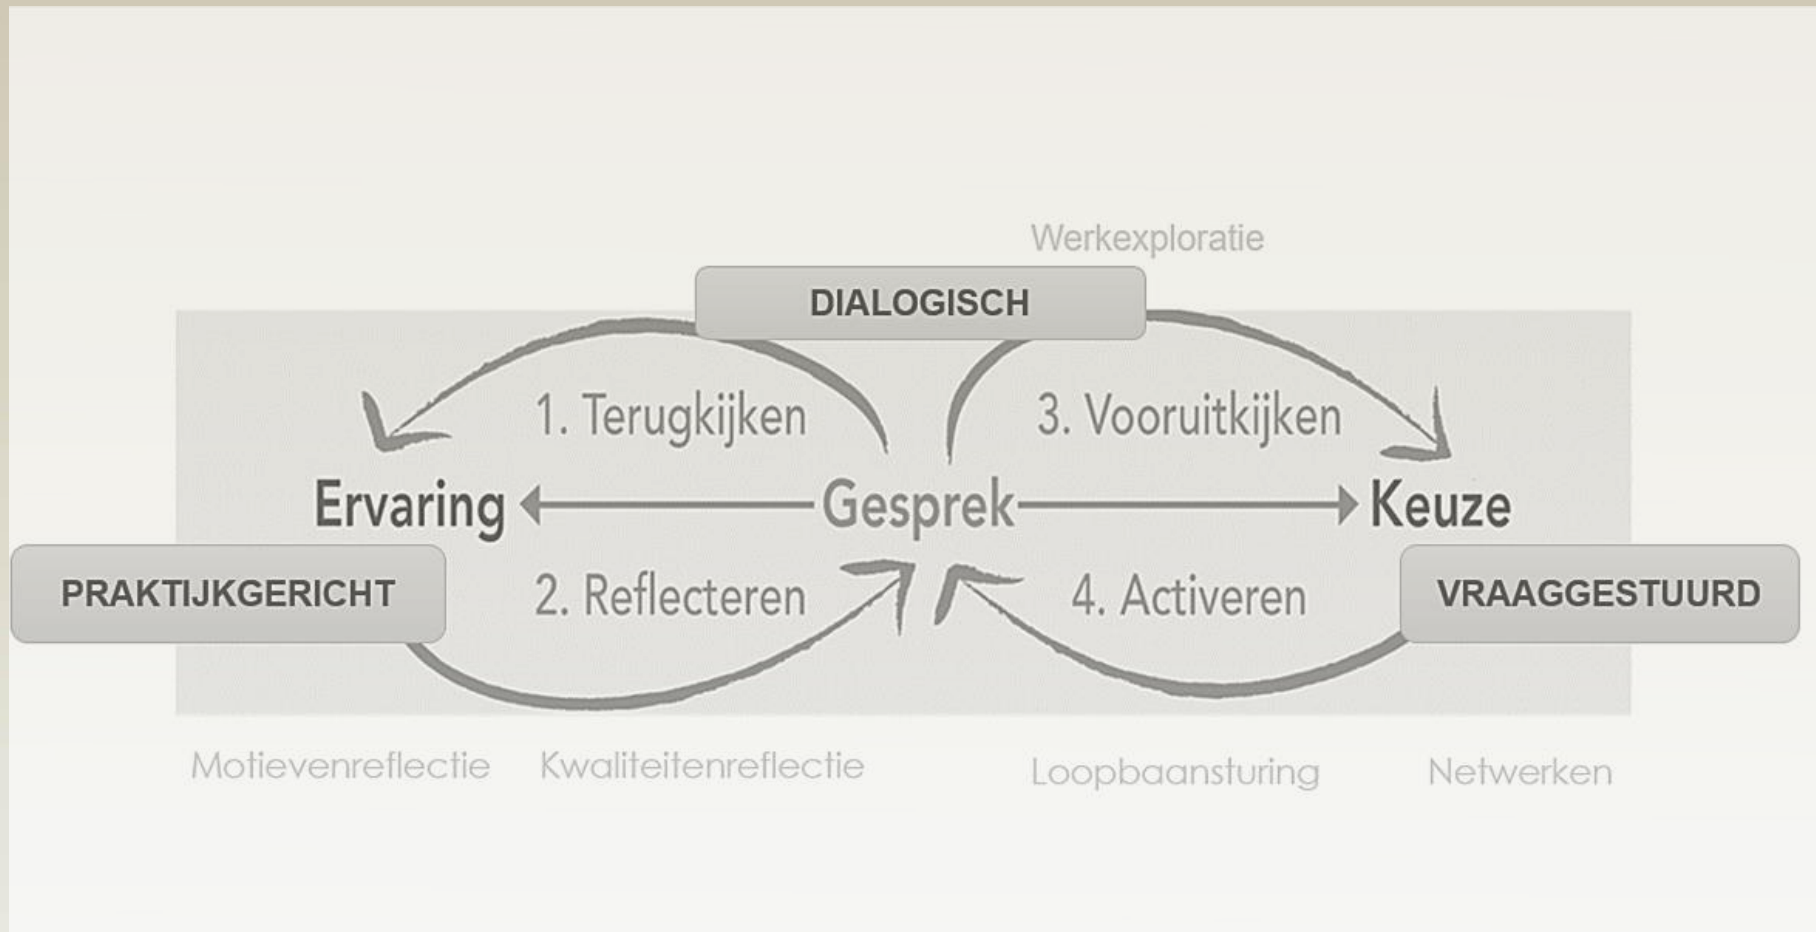 Werkexploratie
DIALOGISCH
1. Terugkijken
3. Vooruitkijken
Ervaring
Gesprek
Keuze
PRAKTIJKGERICHT
2. Reflecteren
4. Activeren
VRAAGGESTUURD
Motievenreflectie
Kwaliteitenreflectie
Loopbaansturing
Netwerken